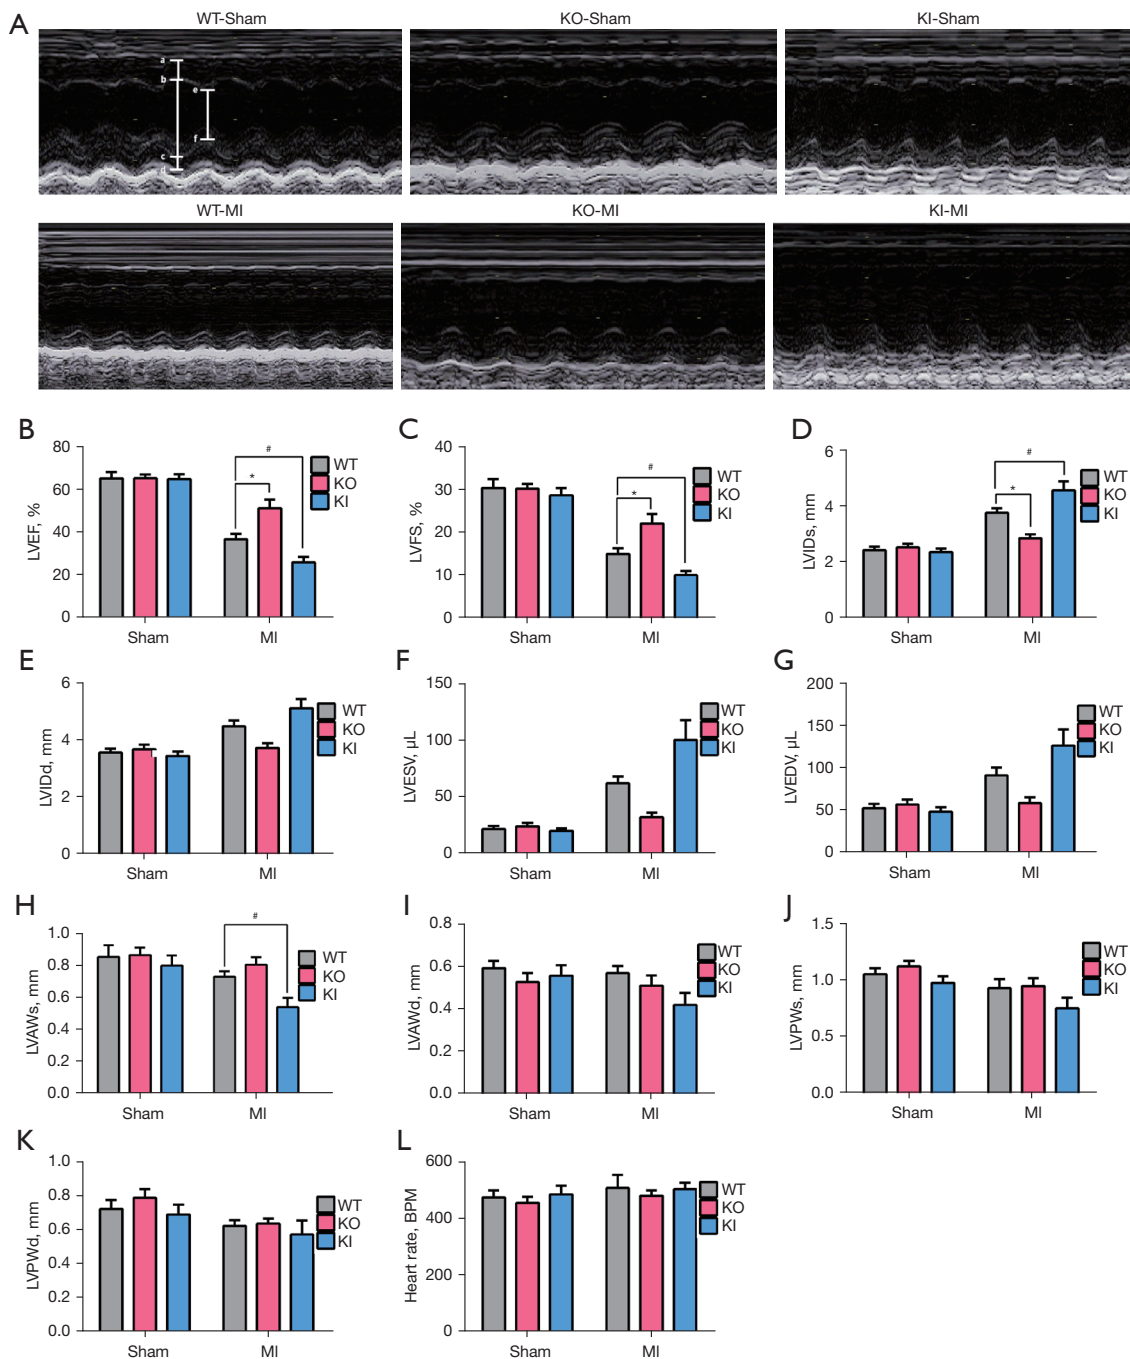 A
WT-Sham
KO-Sham
KI-Sham
a
b
e
f
c
d
WT-MI
KO-MI
KI-MI
B
80
60
40
20
0
LVEF, %
Sham
MI
*
#
WT
KO
KI
C
40
30
20
10
0
LVFS, %
Sham
MI
*
#
WT
KO
KI
D
6
4
2
0
LVIDs, mm
Sham
MI
*
#
WT
KO
KI
E
6
4
2
0
LVIDd, mm
Sham
MI
WT
KO
KI
F
150
100
50
0
LVESV, µL
Sham
MI
WT
KO
KI
G
200
150
100
50
0
LVEDV, µL
Sham
MI
WT
KO
KI
H
1.0
0.8
0.6
0.4
0.2
0.0
LVAWs, mm
Sham
MI
#
WT
KO
KI
I
0.8
0.6
0.4
0.2
0.0
LVAWd, mm
Sham
MI
WT
KO
KI
J
1.5
1.0
0.5
0.0
LVPWs, mm
Sham
MI
WT
KO
KI
K
1.0
0.8
0.6
0.4
0.2
0.0
LVPWd, mm
Sham
MI
WT
KO
KI
L
600
400
200
0
Heart rate, BPM
Sham
MI
WT
KO
KI